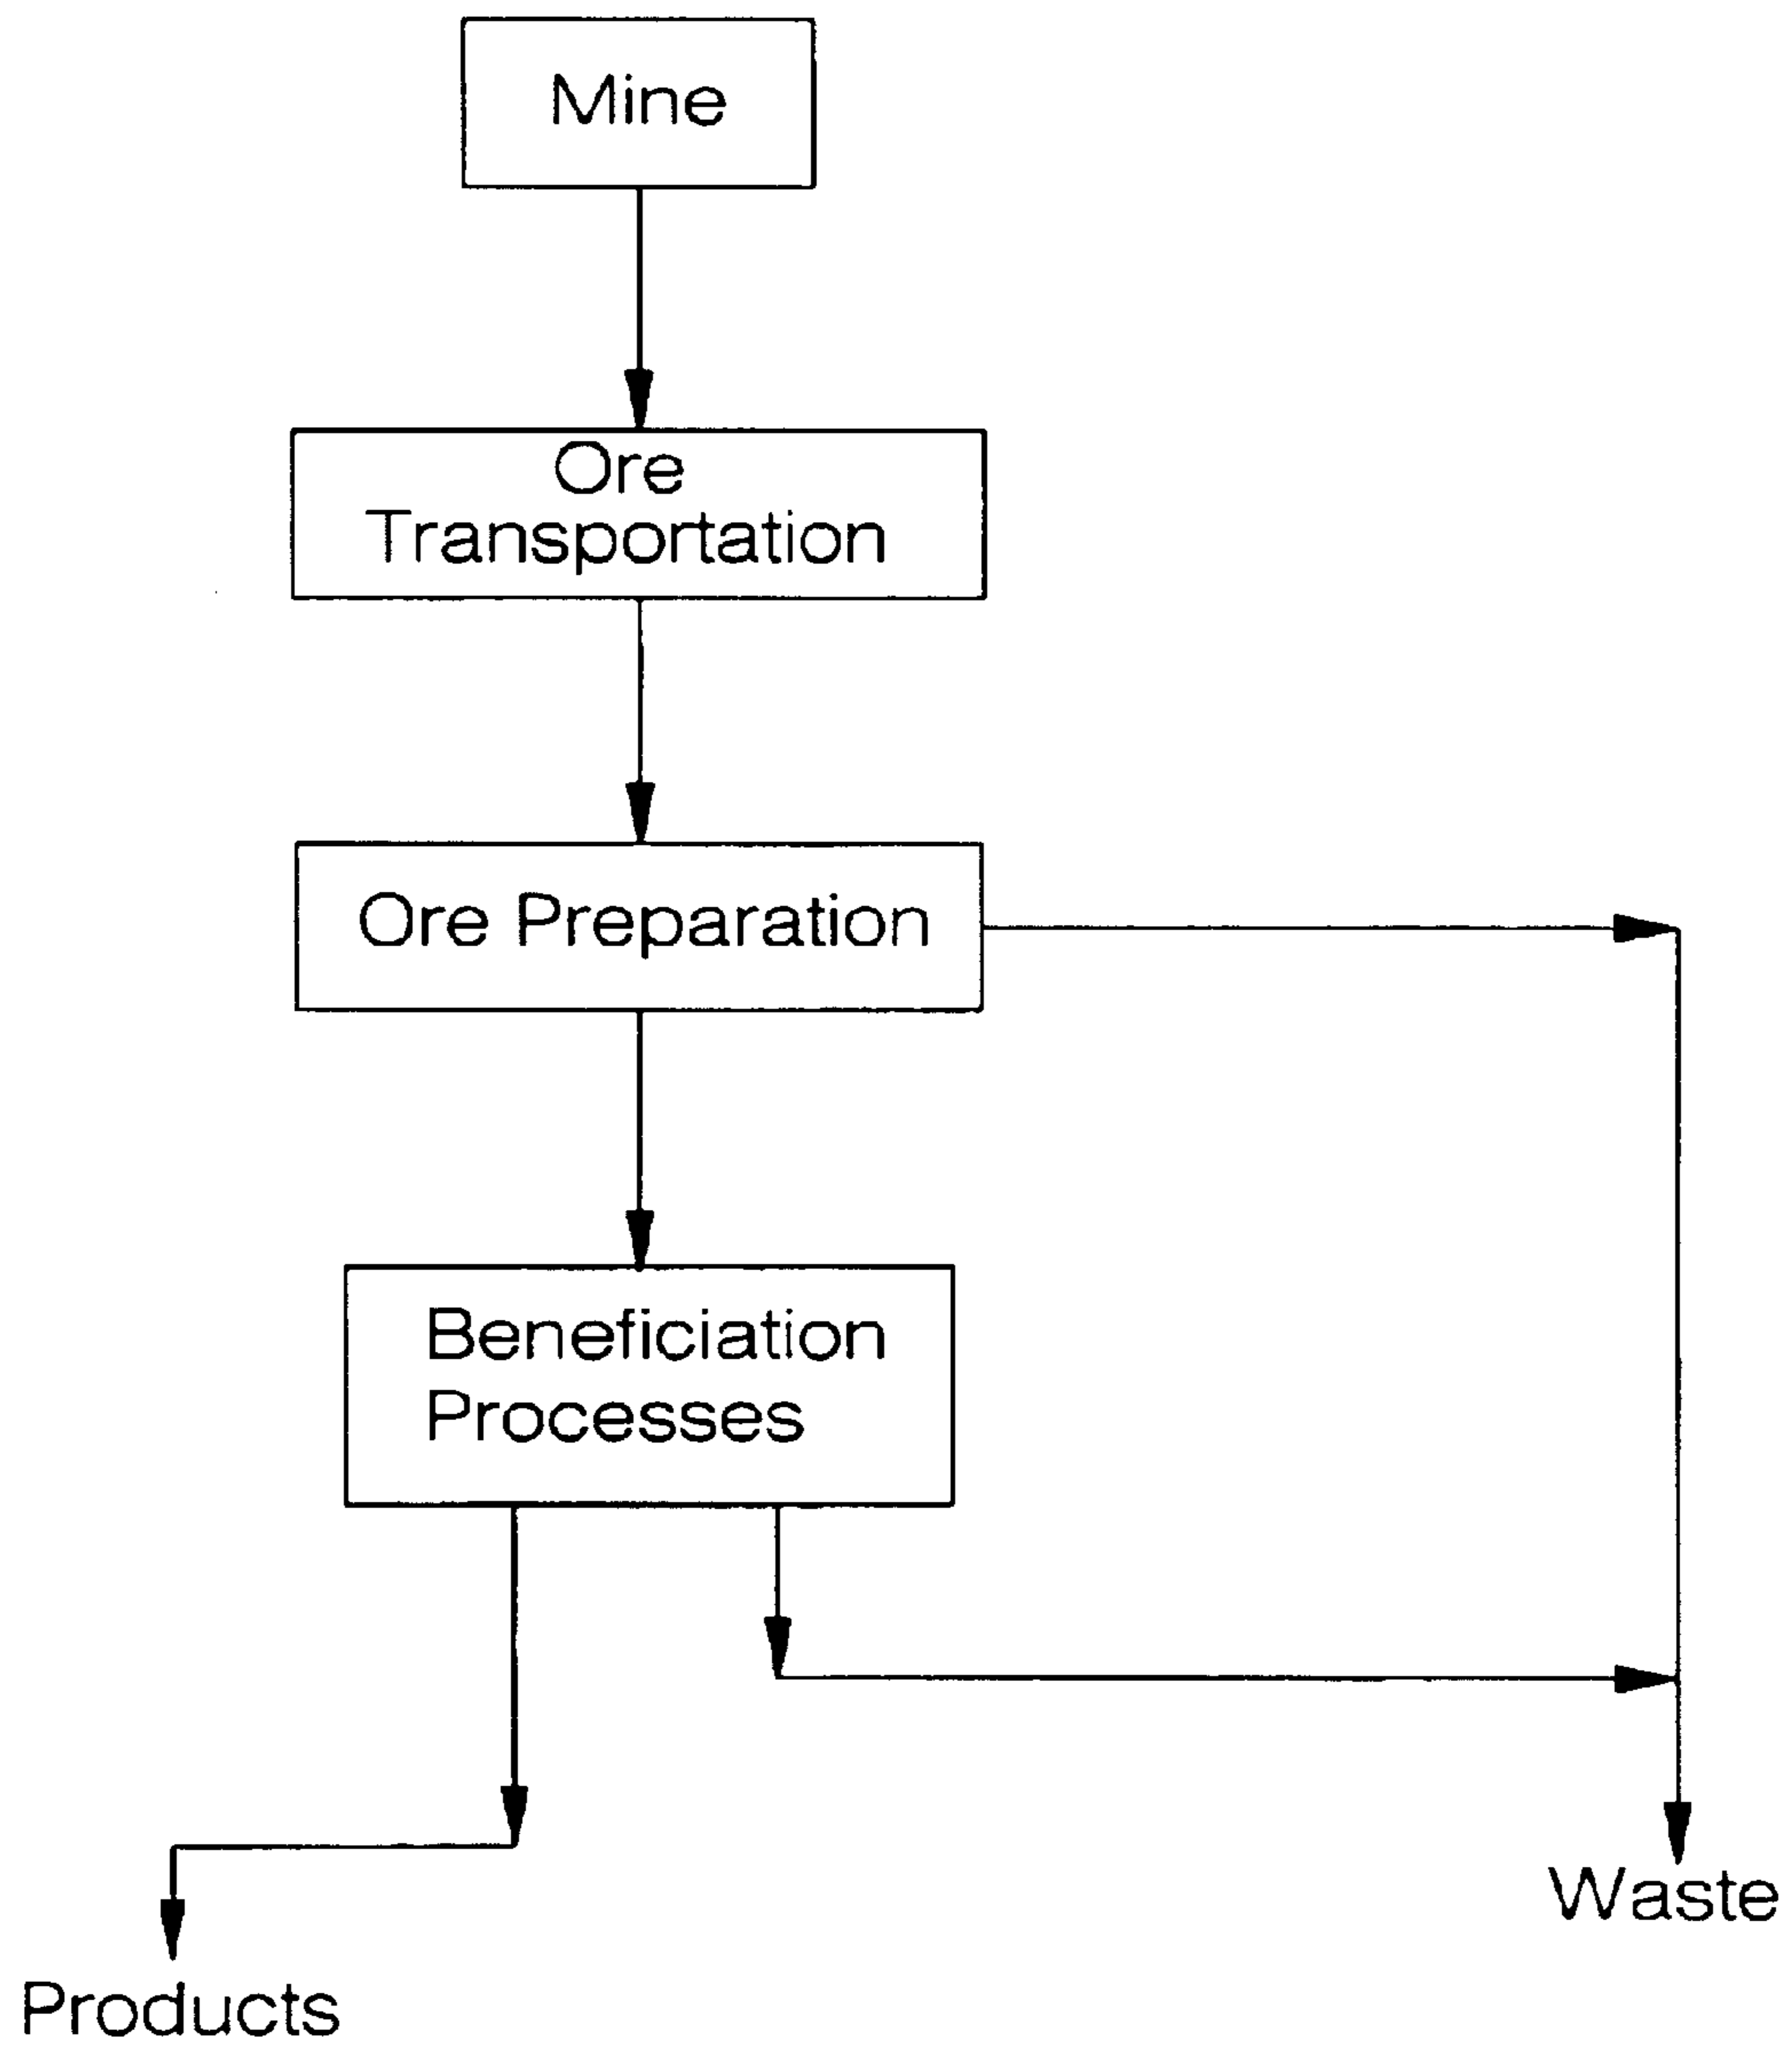 Mine
Ore
Transportation
Ore Preparation
Beneficiation
Processes
Waste
Products